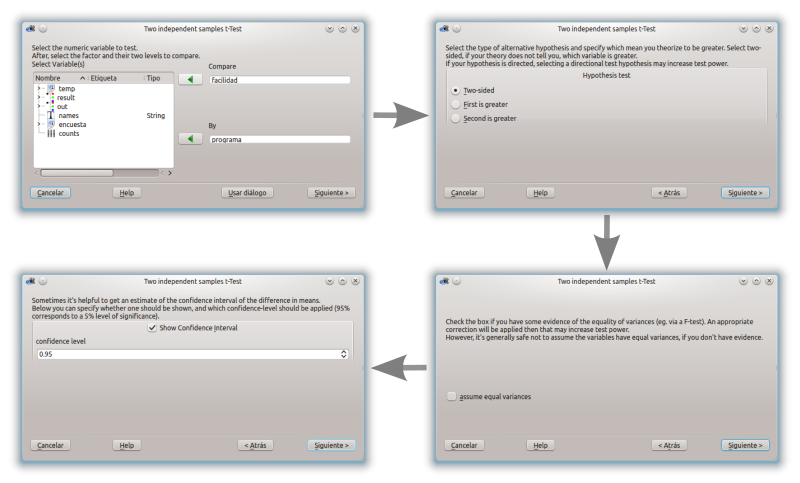 Two independent samples t-Test
Select the numeric variable to test.
After, select the factor and their two levels to compare.
Select Variable(s)
Compare
Nombre Etiqueta Tipo
facilidad
temp
result
out
names String
encuesta
counts
By
programa
Cancelar Help Usar diálogo Siguiente >
Two independent samples t-Test
Select the type of alternative hypothesis and specify which mean you theorize to be greater. Select two-
sided, if your theory does not tell you, which variable is greater.
If your hypothesis is directed, selecting a directional test hypothesis may increase test power.
Hypothesis test
Two-sided
First is greater
Second is greater
Cancelar Help < Atrás Siguiente >
Two independent samples t-Test
Sometimes it's helpful to get an estimate of the confidence interval of the difference in means.
Below you can specify whether one should be shown, and which confidence-level should be applied (95%
corresponds to a 5% level of significance).
Show Confidence Interval
confidence level
0.95
Cancelar Help < Atrás Siguiente >
Two independent samples t-Test
Check the box if you have some evidence of the equality of variances (eg. via a F-test). An appropriate
correction will be applied then that may increase test power.
However, it's generally safe not to assume the variables have equal variances, if you don't have evidence.
assume equal variances
Cancelar Help < Atrás Siguiente >